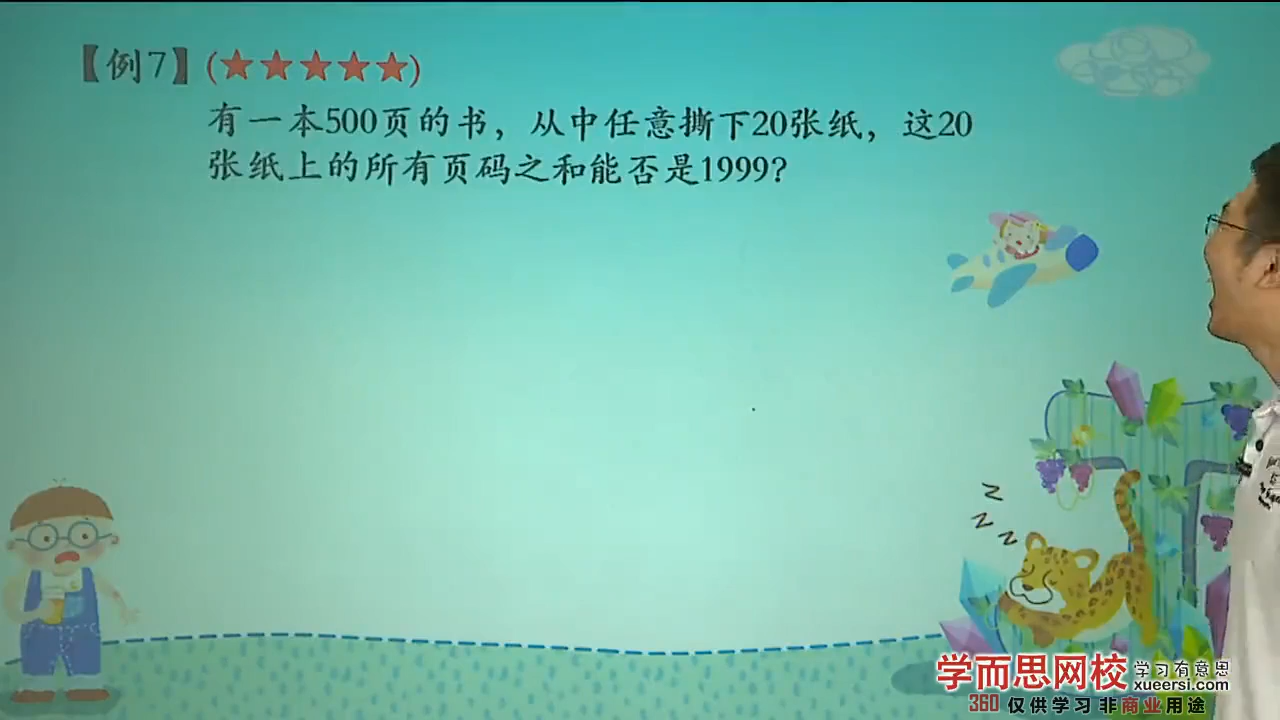 【例7】(★★★★★)
有一本500页的书，从中任意撕下20张纸，这20
张纸上的所有页码之和能否是1999？
z
z
z
学而思网校 学习有意思
xueersi.com
360 仅供学习 非商业用途